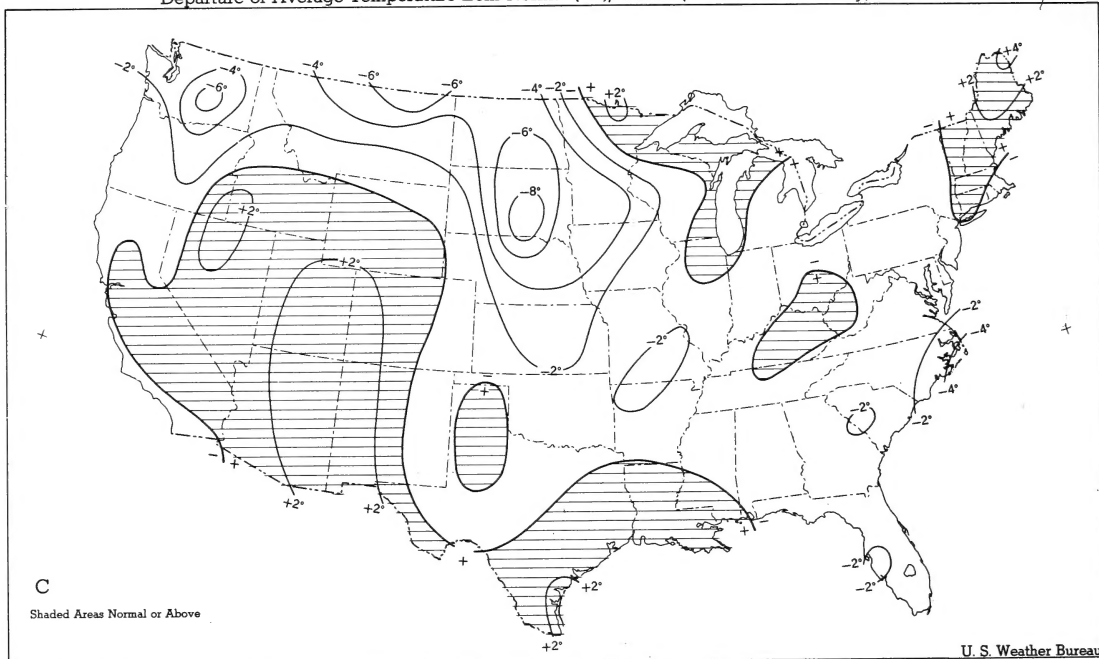 Departure of Average Temperature from Normal
+4°
-2° -4° -4° -6° -6° -4° -2° - + +2° +2°
-6° +2°
-6° - +
+ + -
-8°
+2°
+2° -
+ -2°
-4°
-2°
-2° -4°
- +
-2° -2°
- +
+2° +2° + -
+ -2°
+2° -2°
C
Shaded Areas Normal or Above
+2°
U. S. Weather Bureau